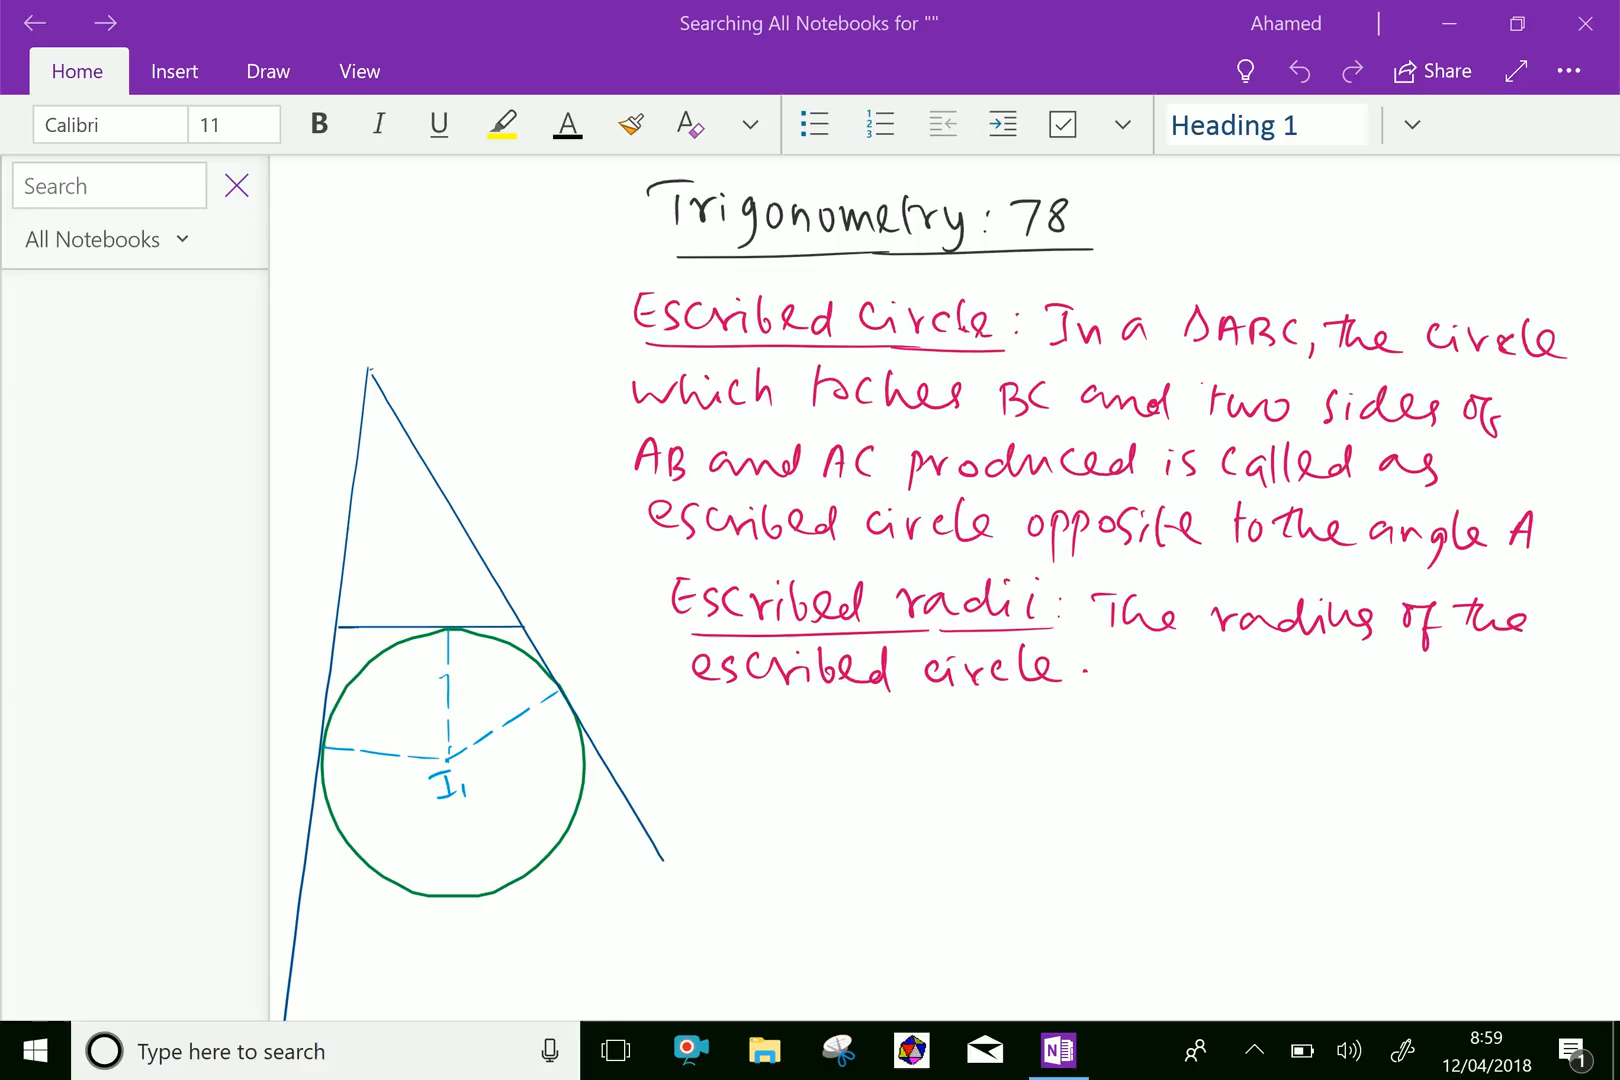 Searching All Notebooks for ""
Ahamed
Home Insert Draw View
Share
Calibri 11 B I U A A Heading 1
Search
All Notebooks
Trigonometry: 78
Escribed circle: In a ΔABC, the circle
which toches BC and two sides of
AB and AC produced is called as
escribed circle opposite to the angle A
Escribed radii: The radius of the
escribed circle.
I₁
Type here to search
8:59
12/04/2018
1